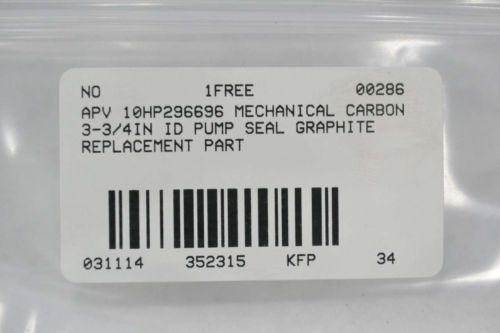 NO 1FREE 00286
APV 10HP296696 MECHANICAL CARBON
3-3/4IN ID PUMP SEAL GRAPHITE
REPLACEMENT PART
031114 352315 KFP 34